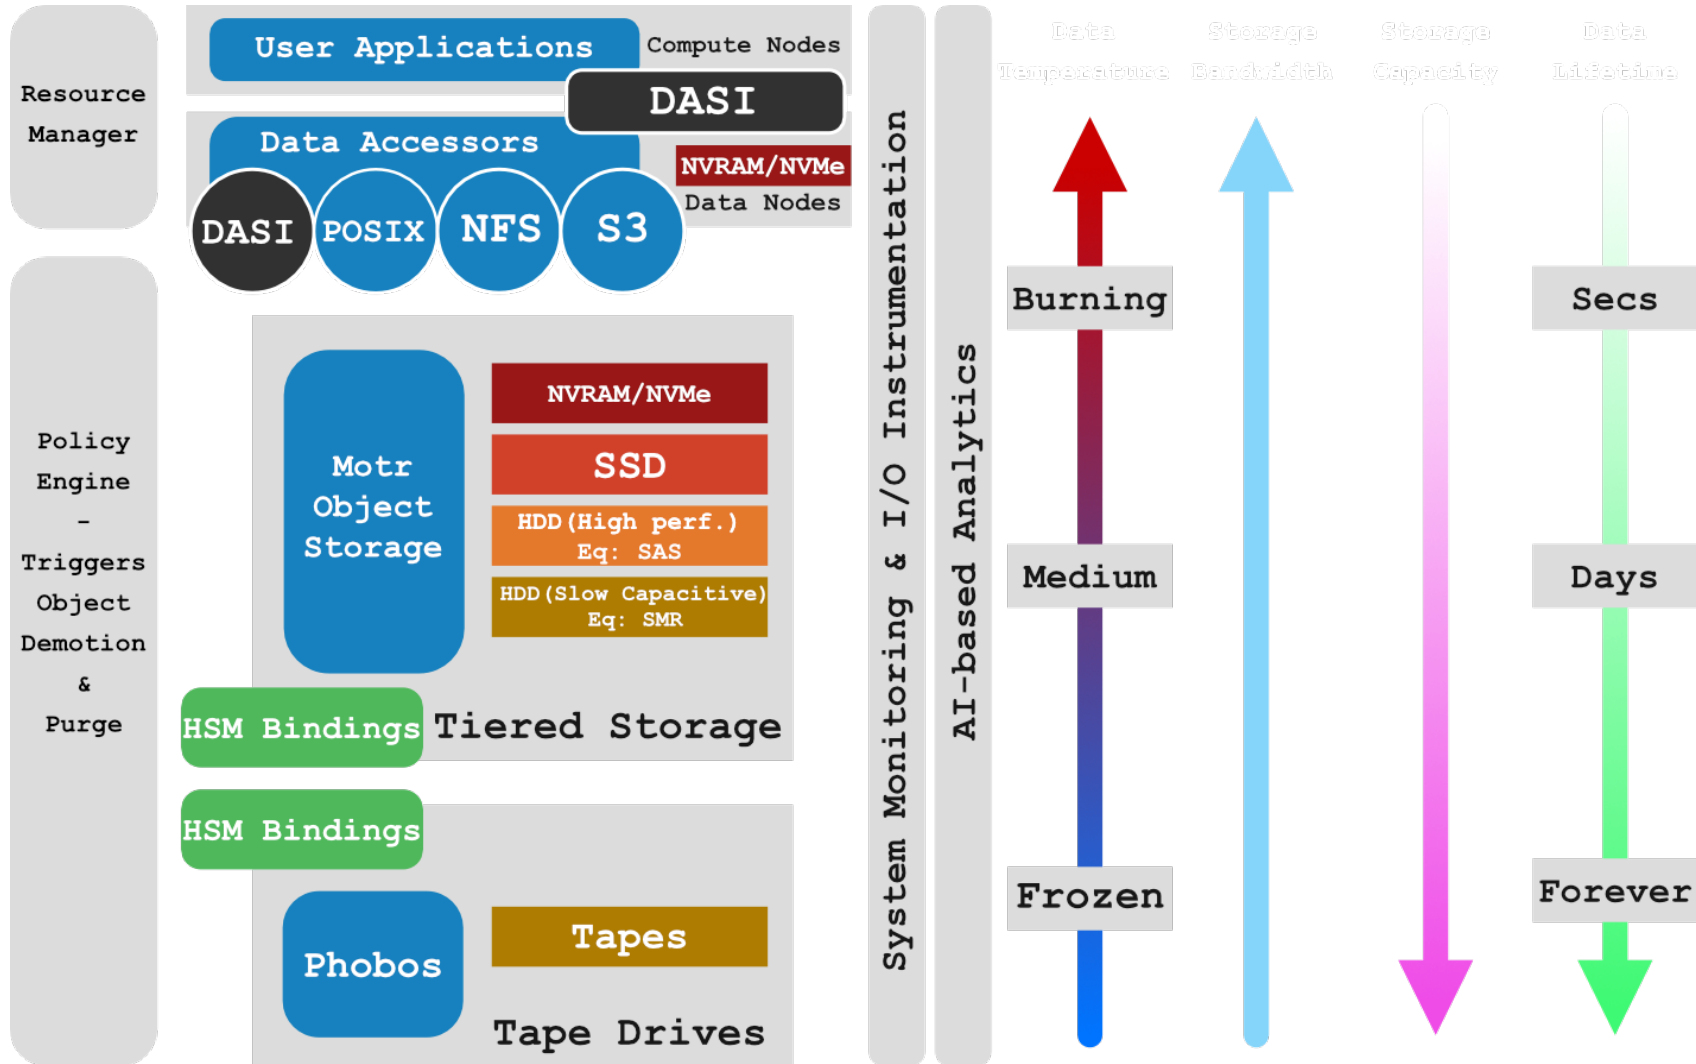 Resource
Manager
Policy
Engine
-
Triggers
Object
Demotion
&
Purge
User Applications
Compute Nodes
DASI
Data Accessors
NVRAM/NVMe
Data Nodes
DASI
POSIX
NFS
S3
Motr
Object
Storage
NVRAM/NVMe
SSD
HDD(High perf.)
Eq: SAS
HDD(Slow Capacitive)
Eq: SMR
HSM Bindings
Tiered Storage
HSM Bindings
Phobos
Tapes
Tape Drives
System Monitoring & I/O Instrumentation
AI-based Analytics
Data
Temperature
Burning
Medium
Frozen
Storage
Bandwidth
Storage
Capacity
Data
Lifetime
Secs
Days
Forever